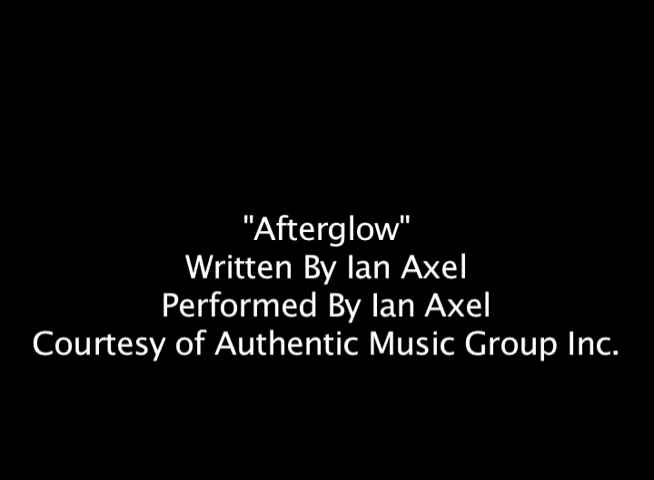 "Afterglow"
Written By Ian Axel
Performed By Ian Axel
Courtesy of Authentic Music Group Inc.